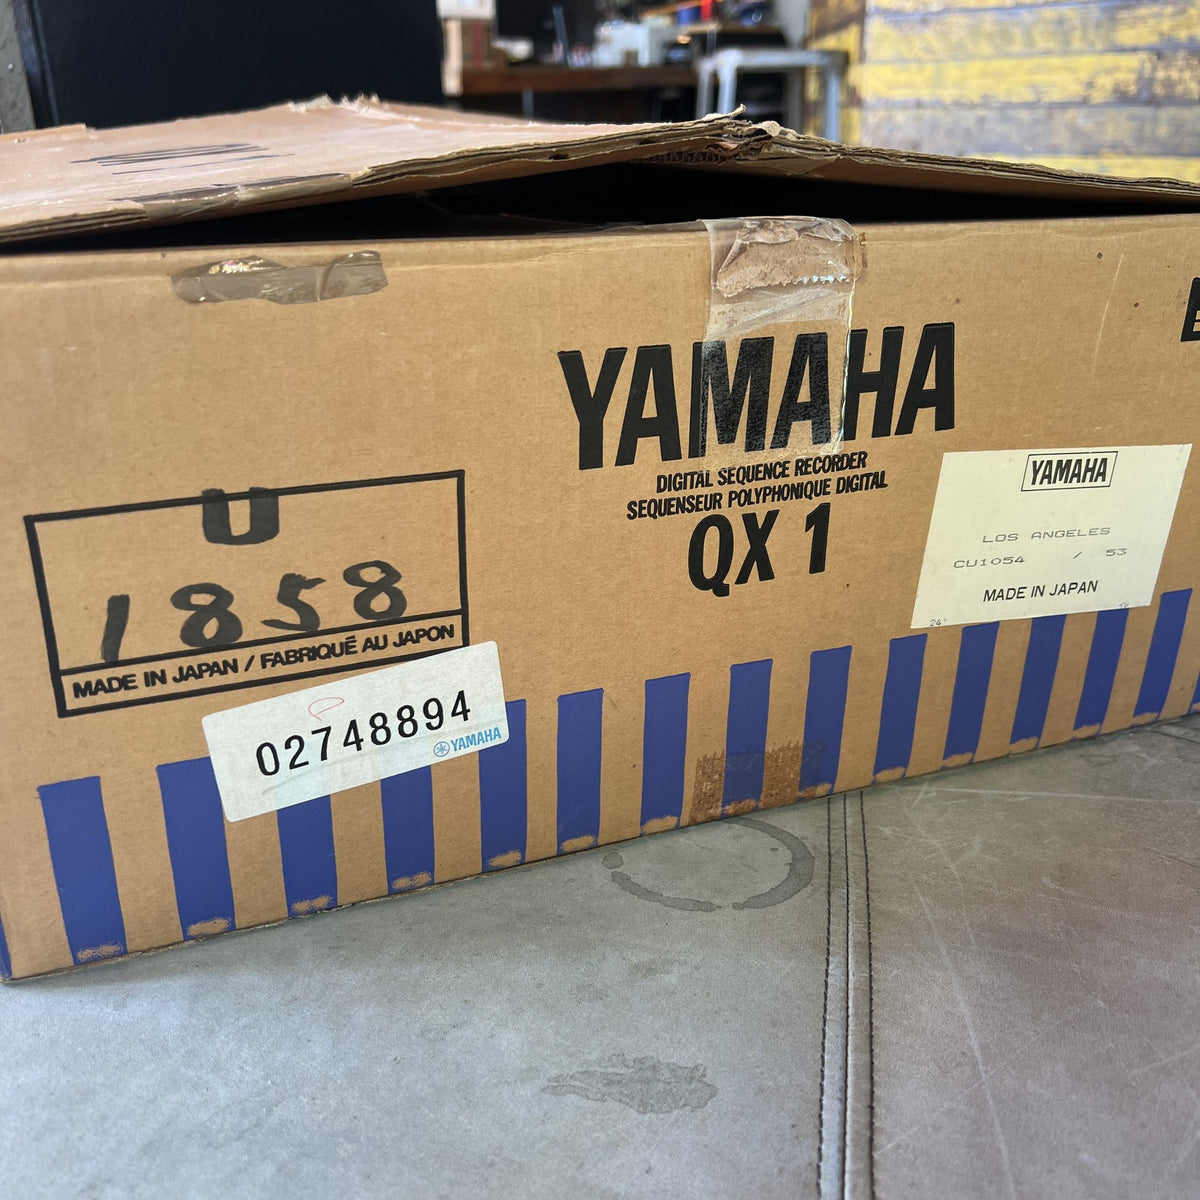 YAMAHA
DIGITAL SEQUENCE RECORDER
SEQUENSEUR POLYPHONIQUE DIGITAL
QX 1
U
1858
MADE IN JAPAN / FABRIQUÉ AU JAPON
02748894
YAMAHA
YAMAHA
LOS ANGELES
CU1054 / 53
MADE IN JAPAN
24'